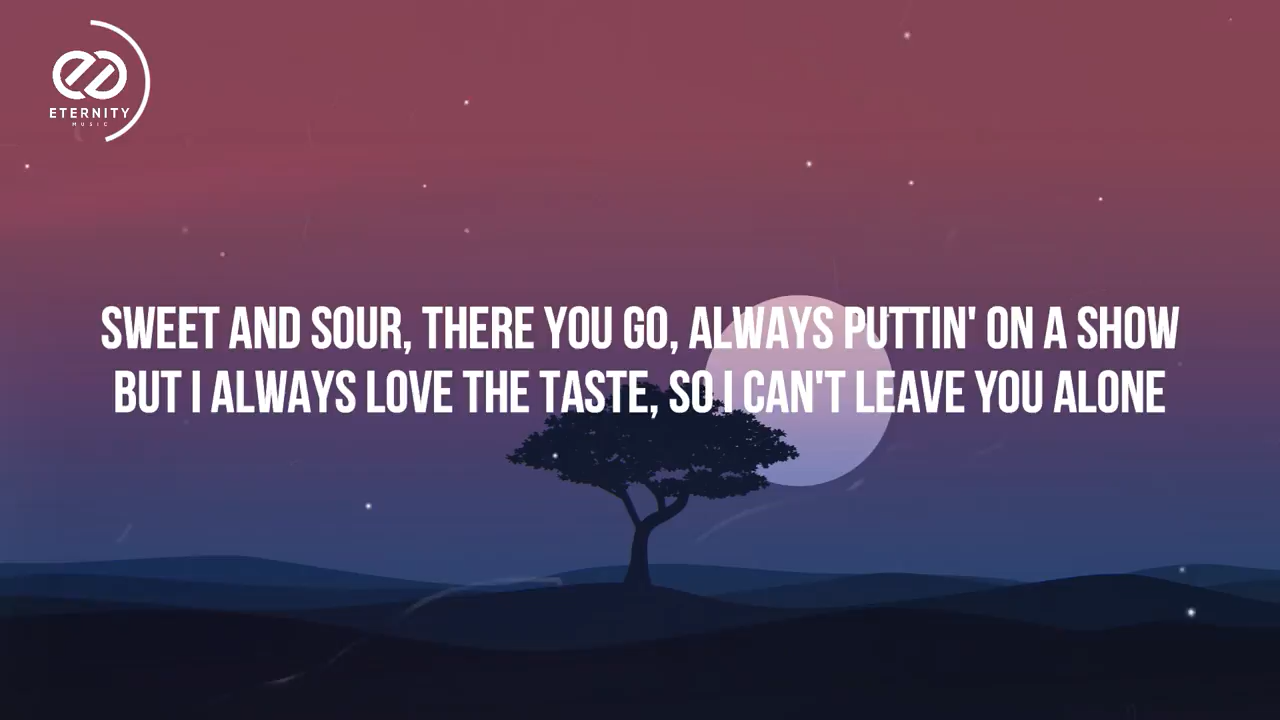 ETERNITY
MUSIC
SWEET AND SOUR, THERE YOU GO, ALWAYS PUTTIN' ON A SHOW
BUT I ALWAYS LOVE THE TASTE, SO I CAN'T LEAVE YOU ALONE